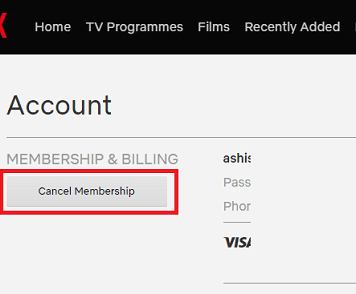 Home TV Programmes Films Recently Added
Account
MEMBERSHIP & BILLING
Cancel Membership
ashis
Pass
Phor
VISA